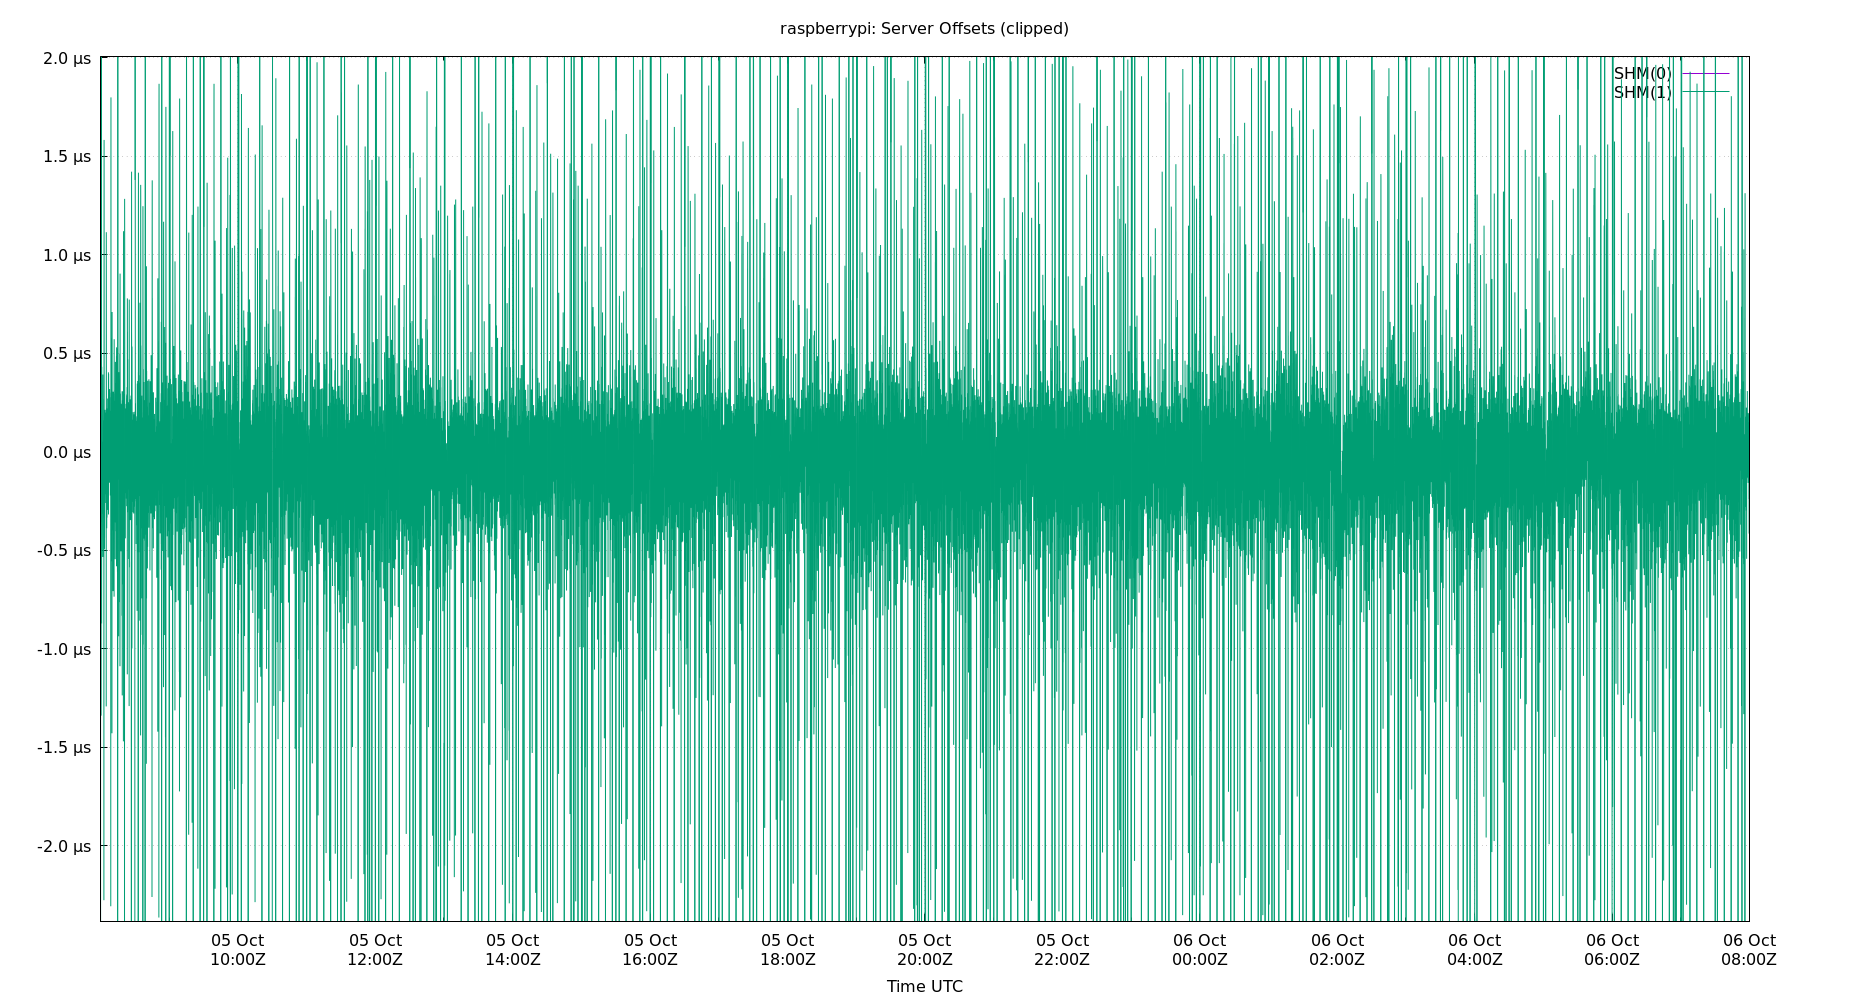 raspberrypi: Server Offsets (clipped)
2.0 µs
1.5 µs
1.0 µs
0.5 µs
0.0 µs
-0.5 µs
-1.0 µs
-1.5 µs
-2.0 µs
SHM(0)
SHM(1)
05 Oct 05 Oct 05 Oct 05 Oct 05 Oct 05 Oct 05 Oct 06 Oct 06 Oct 06 Oct 06 Oct 06 Oct
10:00Z 12:00Z 14:00Z 16:00Z 18:00Z 20:00Z 22:00Z 00:00Z 02:00Z 04:00Z 06:00Z 08:00Z
Time UTC